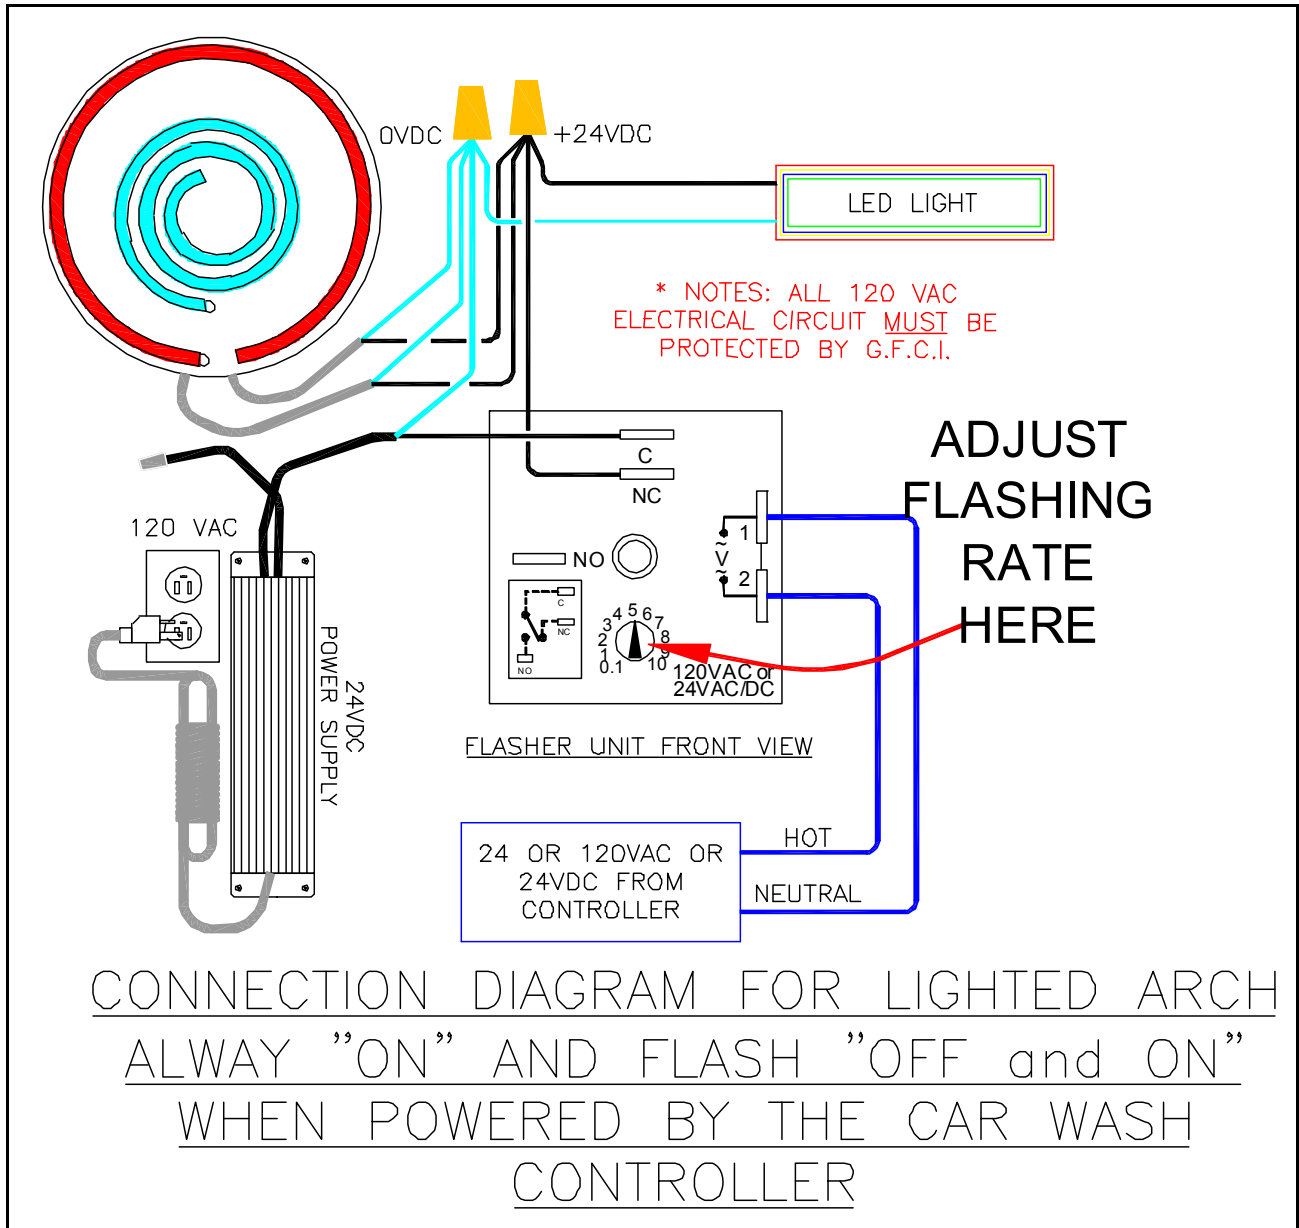 0VDC
+24VDC
LED LIGHT
* NOTES: ALL 120 VAC
ELECTRICAL CIRCUIT MUST BE
PROTECTED BY G.F.C.I.
ADJUST
FLASHING
RATE
HERE
C
NC
NO
1
~
V
~
2
C
NC
NO
0.1
1
2
3
4
5
6
7
8
9
10
120VAC or
24VAC/DC
120 VAC
24VDC
POWER SUPPLY
FLASHER UNIT FRONT VIEW
24 OR 120VAC OR
24VDC FROM
CONTROLLER
HOT
NEUTRAL
CONNECTION DIAGRAM FOR LIGHTED ARCH
ALWAY "ON" AND FLASH "OFF and ON"
WHEN POWERED BY THE CAR WASH
CONTROLLER